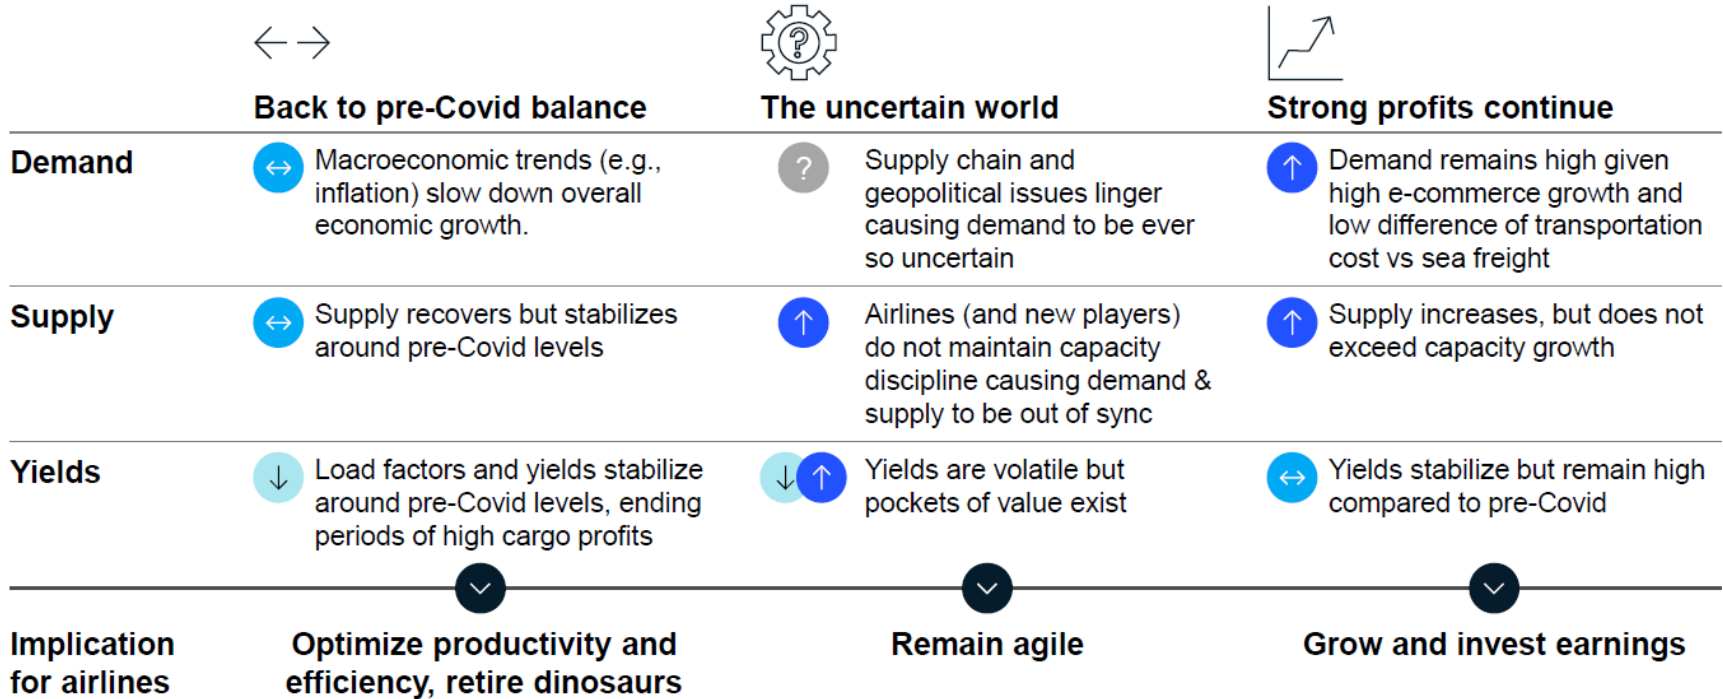 Back to pre-Covid balance
The uncertain world
Strong profits continue
Demand
Macroeconomic trends (e.g.,
inflation) slow down overall
economic growth.
?
Supply chain and
geopolitical issues linger
causing demand to be ever
so uncertain
Demand remains high given
high e-commerce growth and
low difference of transportation
cost vs sea freight
Supply
Supply recovers but stabilizes
around pre-Covid levels
Airlines (and new players)
do not maintain capacity
discipline causing demand &
supply to be out of sync
Supply increases, but does not
exceed capacity growth
Yields
Load factors and yields stabilize
around pre-Covid levels, ending
periods of high cargo profits
Yields are volatile but
pockets of value exist
Yields stabilize but remain high
compared to pre-Covid
Implication
for airlines
Optimize productivity and
efficiency, retire dinosaurs
Remain agile
Grow and invest earnings